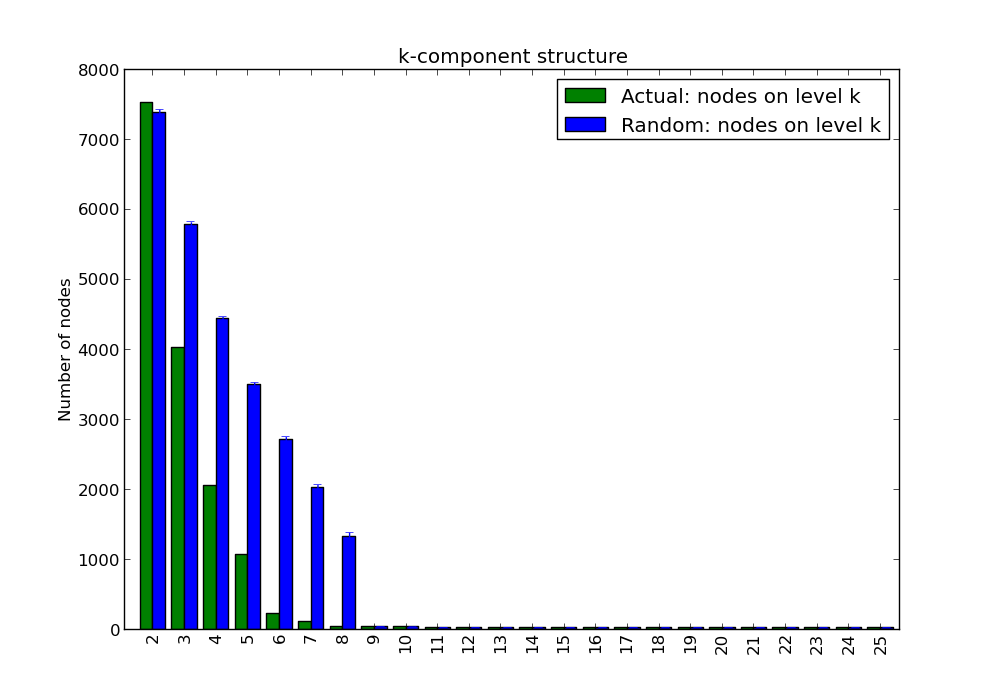 k-component structure
Actual: nodes on level k
Random: nodes on level k
8000
7000
6000
5000
4000
3000
2000
1000
0
Number of nodes
2 3 4 5 6 7 8 9 10 11 12 13 14 15 16 17 18 19 20 21 22 23 24 25